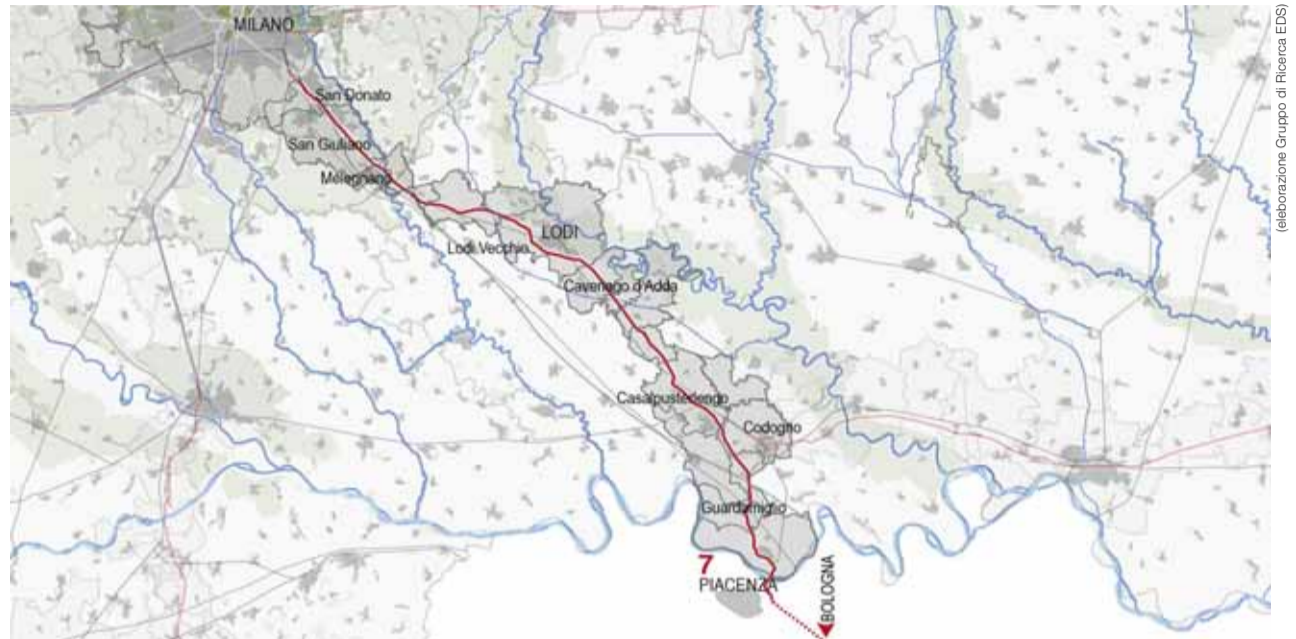 MILANO
San Donato
San Giuliano
Melegnano
LODI
Lodi Vecchio
Cavenago d'Adda
Casalpusterlengo
Codogno
Guardamiglio
7
PIACENZA
BOLOGNA
(eleborazione Gruppo di Ricerca EDS)